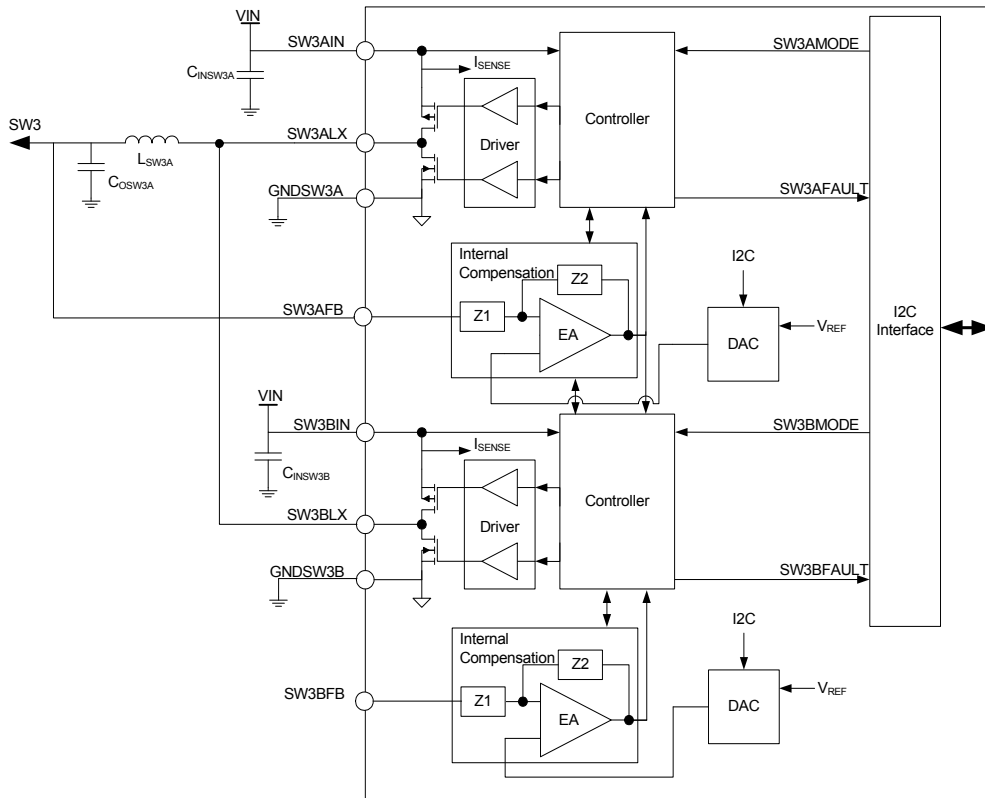 VIN
SW3AIN
CINSW3A
ISENSE
SW3AMODE
Controller
SW3
SW3ALX
Driver
LSW3A
COSW3A
GNDSW3A
SW3AFAULT
Internal
Compensation
I2C
Z2
SW3AFB
Z1
EA
VREF
DAC
I2C
Interface
VIN
SW3BIN
SW3BMODE
ISENSE
CINSW3B
Controller
SW3BLX
Driver
GNDSW3B
SW3BFAULT
I2C
Internal
Compensation
Z2
SW3BFB
Z1
EA
VREF
DAC